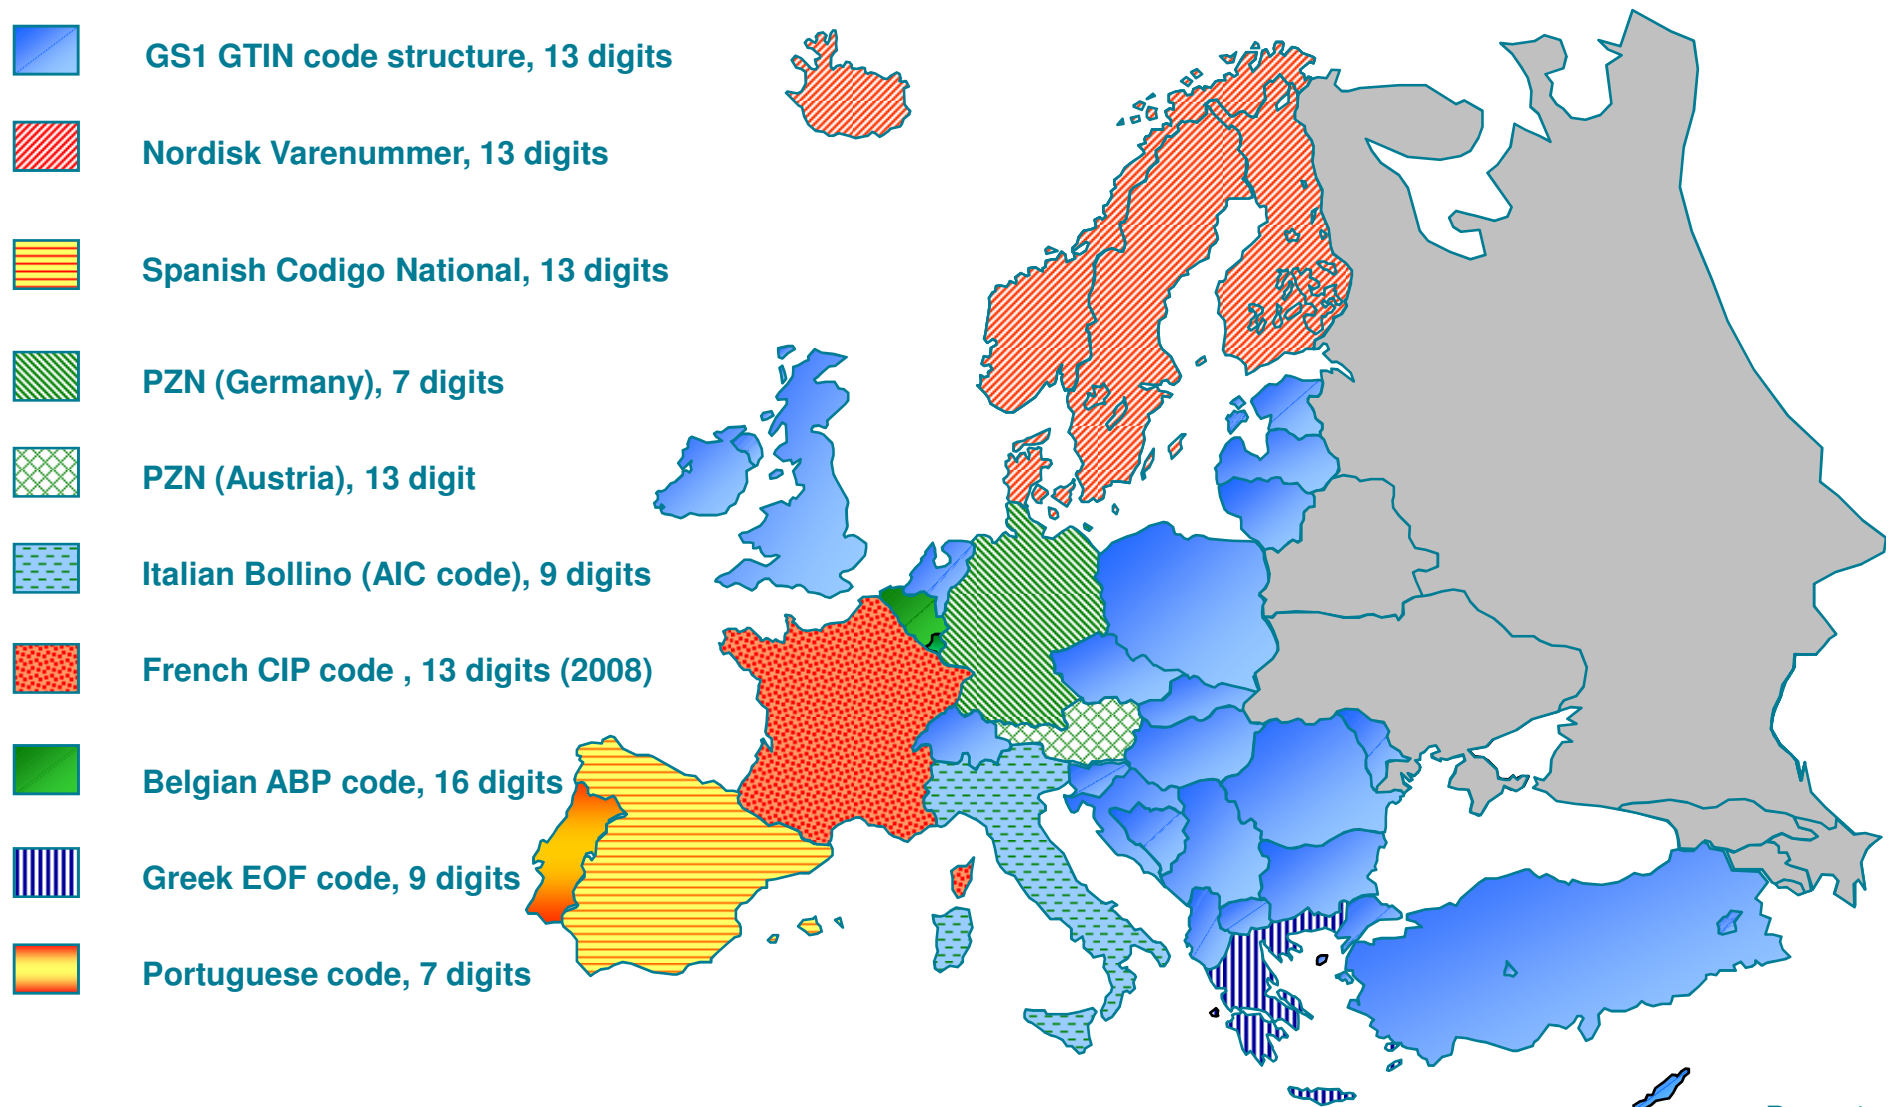 GS1 GTIN code structure, 13 digits
Nordisk Varenummer, 13 digits
Spanish Codigo National, 13 digits
PZN (Germany), 7 digits
PZN (Austria), 13 digit
Italian Bollino (AIC code), 9 digits
French CIP code , 13 digits (2008)
Belgian ABP code, 16 digits
Greek EOF code, 9 digits
Portuguese code, 7 digits